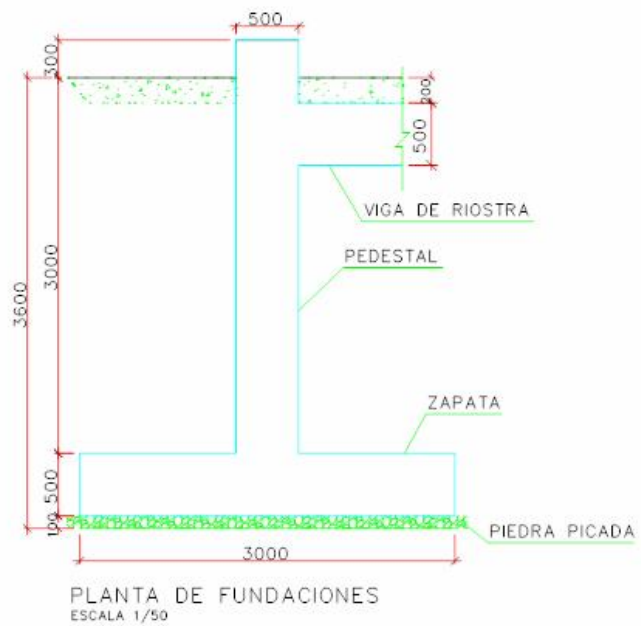 500
300
200
500
VIGA DE RIOSTRA
PEDESTAL
3000
3600
ZAPATA
500
100
PIEDRA PICADA
3000
PLANTA DE FUNDACIONES
ESCALA 1/50